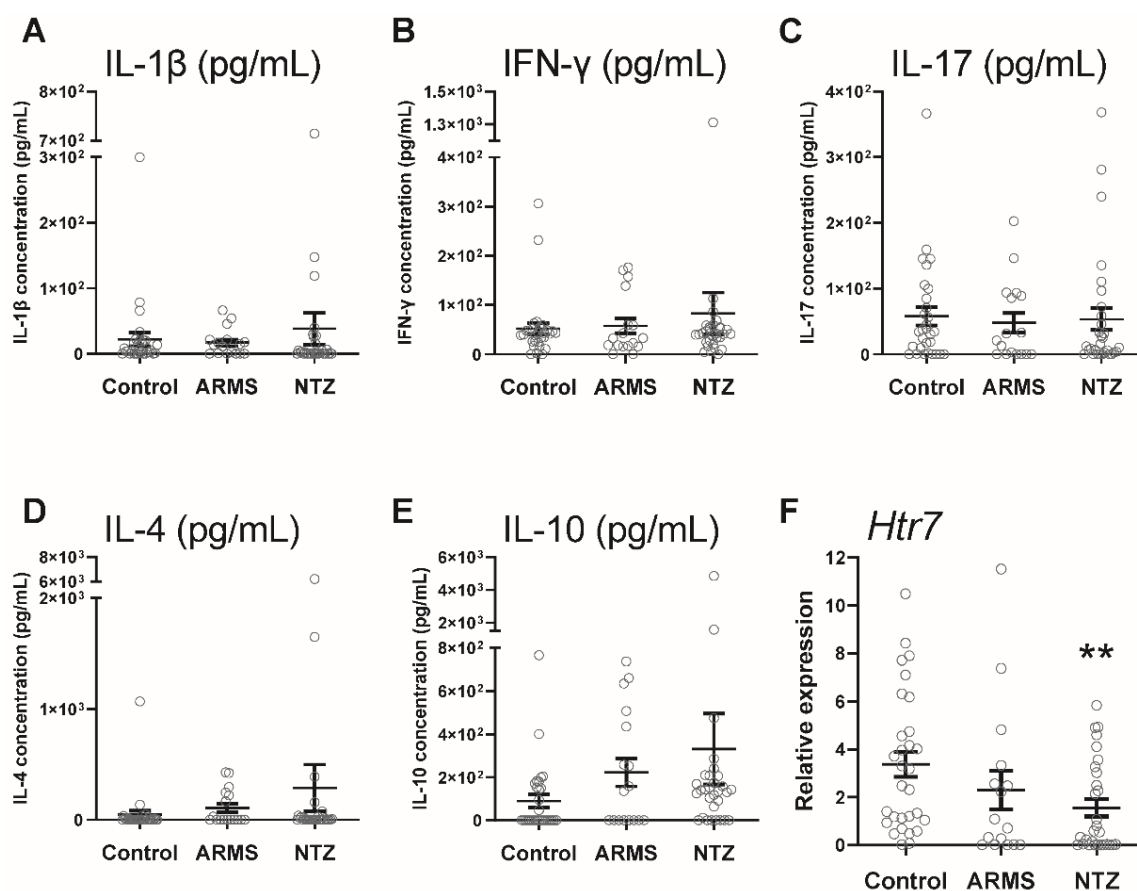 A
IL-1β (pg/mL)
IL-1β concentration (pg/mL)
8×10²
7×10²
3×10²
2×10²
1×10²
0
Control ARMS NTZ
B
IFN-γ (pg/mL)
IFN-γ concentration (pg/mL)
1.5×10³
1.3×10³
4×10²
3×10²
2×10²
1×10²
0
Control ARMS NTZ
C
IL-17 (pg/mL)
IL-17 concentration (pg/mL)
4×10²
3×10²
2×10²
1×10²
0
Control ARMS NTZ
D
IL-4 (pg/mL)
IL-4 concentration (pg/mL)
8×10³
6×10³
2×10³
1×10³
0
Control ARMS NTZ
E
IL-10 (pg/mL)
IL-10 concentration (pg/mL)
6×10³
4×10³
2×10³
8×10²
6×10²
4×10²
2×10²
0
Control ARMS NTZ
F
Htr7
Relative expression
12
10
8
6
4
2
0
**
Control ARMS NTZ